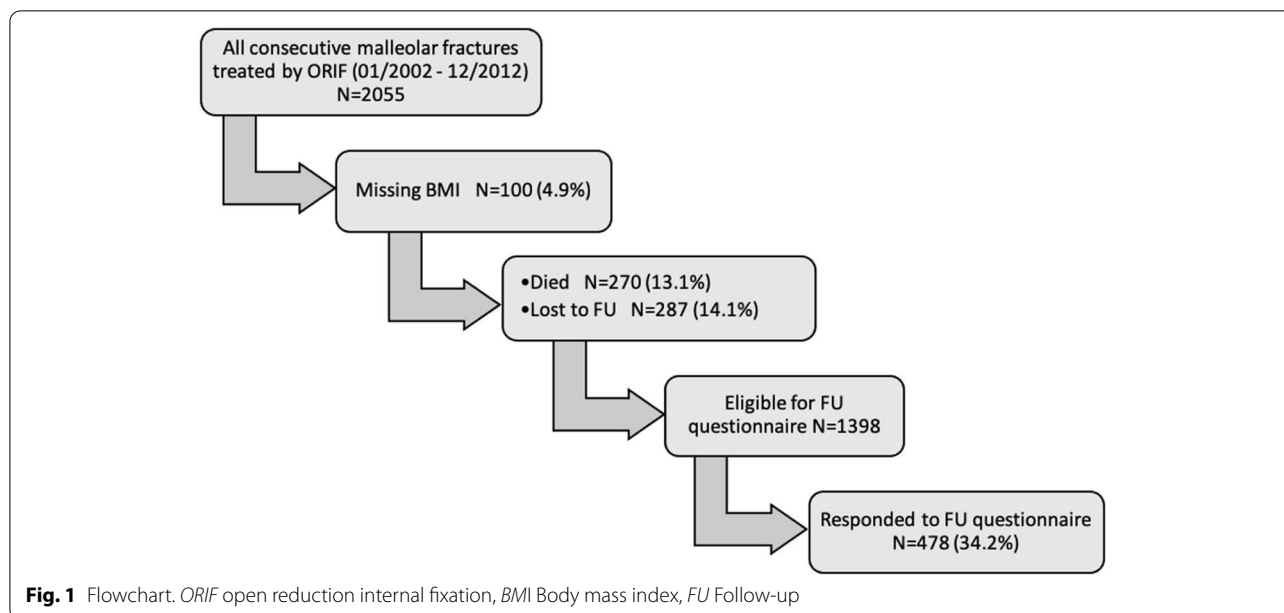 All consecutive malleolar fractures
treated by ORIF (01/2002 - 12/2012)
N=2055
Missing BMI N=100 (4.9%)
•Died N=270 (13.1%)
•Lost to FU N=287 (14.1%)
Eligible for FU
questionnaire N=1398
Responded to FU questionnaire
N=478 (34.2%)
Fig. 1 Flowchart. ORIF open reduction internal fixation, BMI Body mass index, FU Follow-up